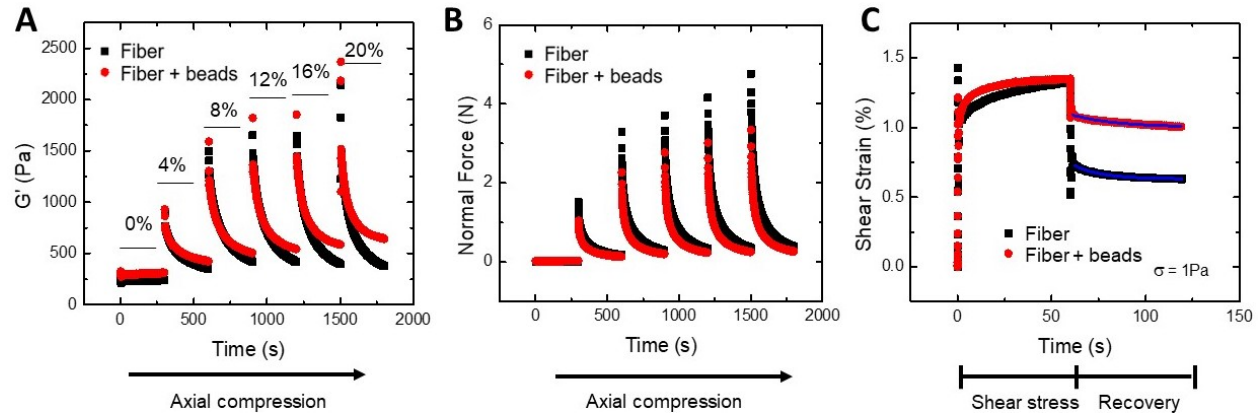 A
2500
2000
1500
1000
500
0
G' (Pa)
Fiber
Fiber + beads
0%
4%
8%
12%
16%
20%
0 500 1000 1500 2000
Time (s)
Axial compression
B
6
4
2
0
Normal Force (N)
Fiber
Fiber + beads
0 500 1000 1500 2000
Time (s)
Axial compression
C
1.5
1.0
0.5
0.0
Shear Strain (%)
Fiber
Fiber + beads
σ = 1Pa
0 50 100 150
Time (s)
Shear stress Recovery